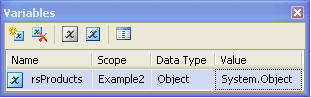 Variables
Name Scope Data Type Value
rsProducts Example2 Object System.Object